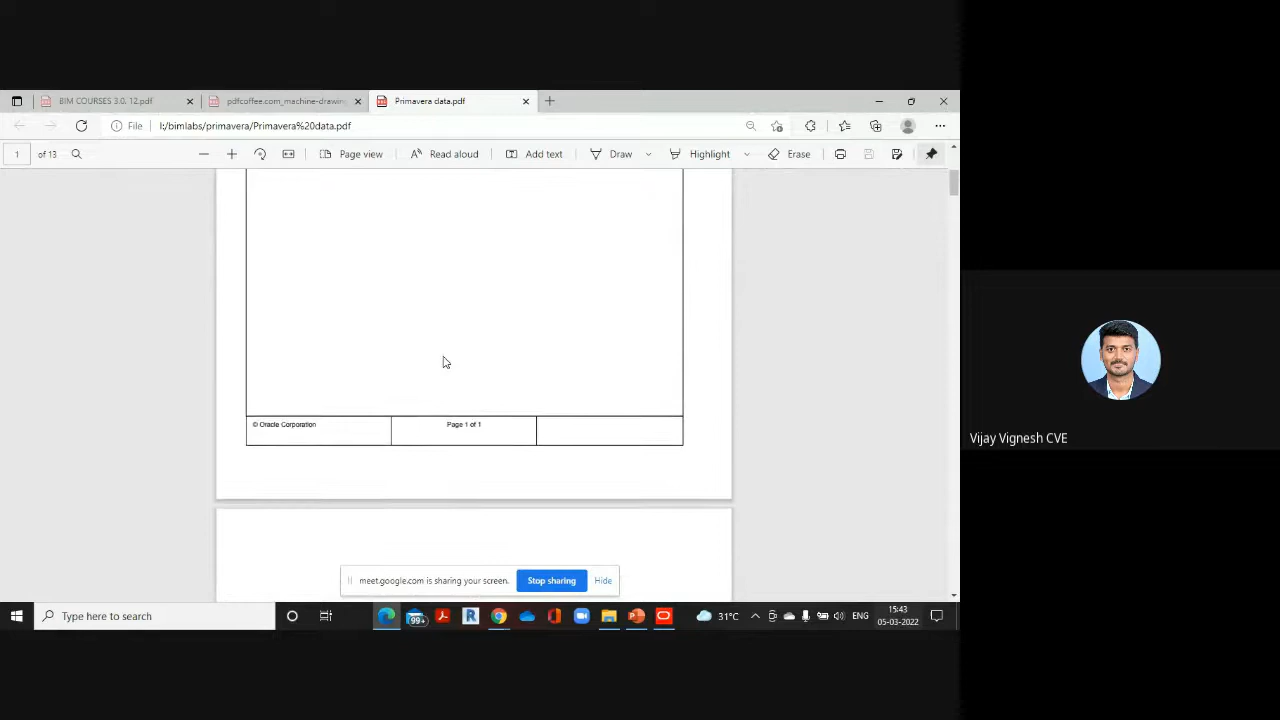 BIM COURSES 3.0. 12.pdf
pdfcoffee.com_machine-drawin
Primavera data.pdf
File
I:/bimlabs/primavera/Primavera%20data.pdf
1 of 13
Page view
Read aloud
Add text
Draw
Highlight
Erase
© Oracle Corporation
Page 1 of 1
Vijay Vignesh CVE
meet.google.com is sharing your screen.
Stop sharing
Hide
Type here to search
99+
R
31°C
ENG
15:43
05-03-2022